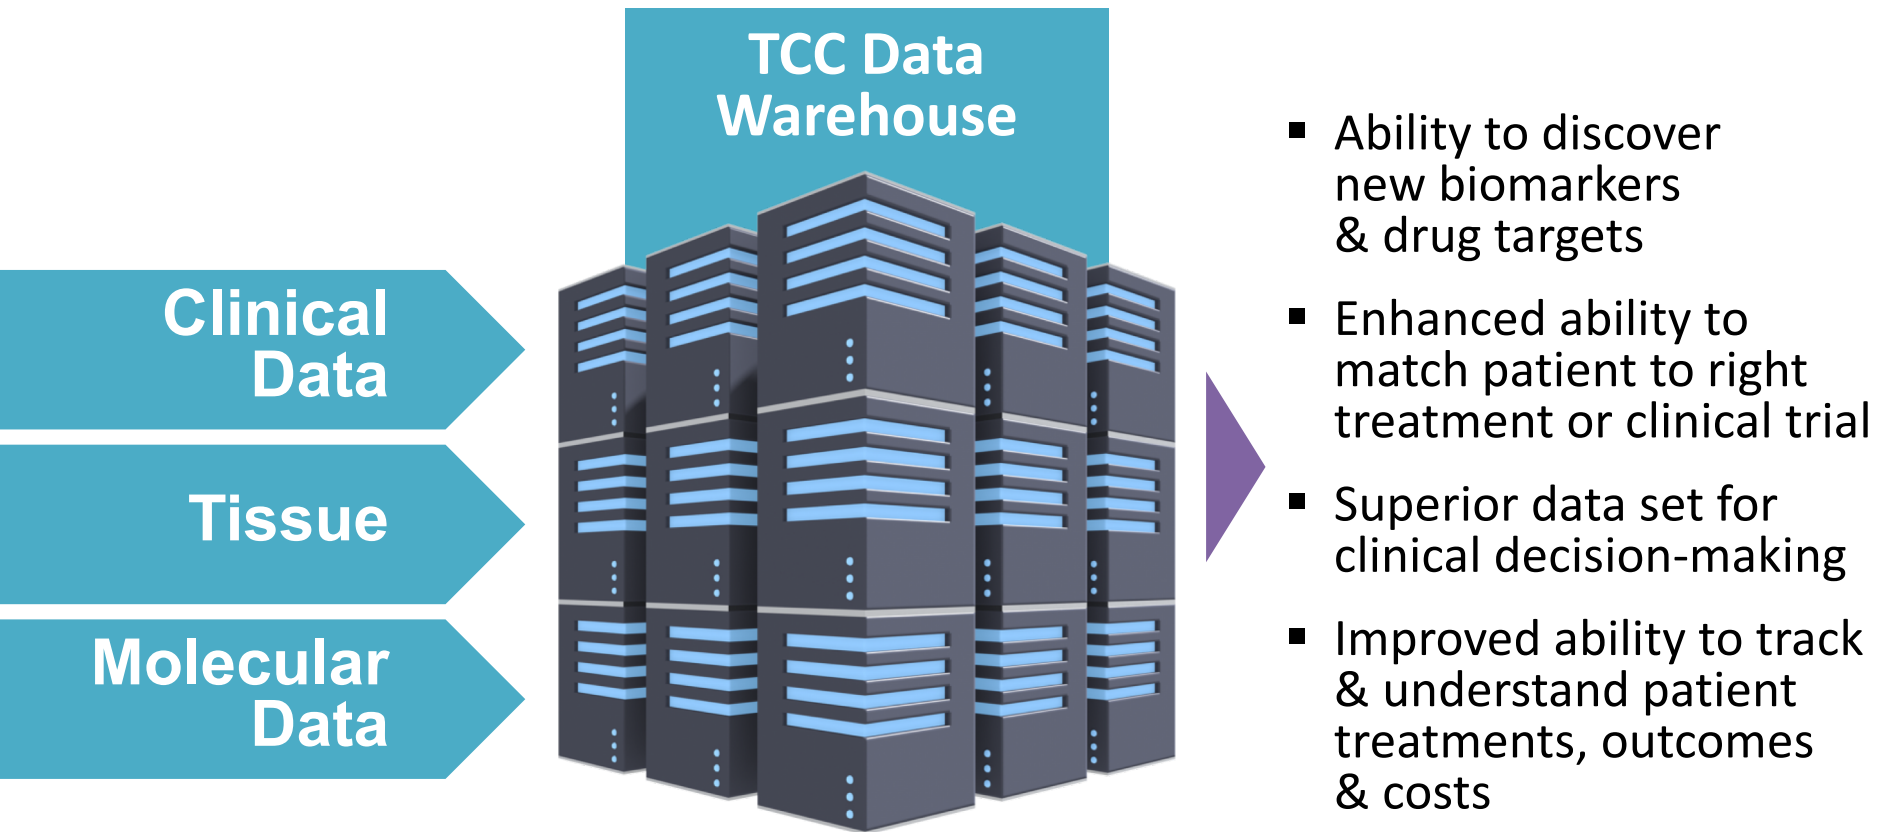 TCC Data
Warehouse
Clinical
Data
Tissue
Molecular
Data
▪ Ability to discover
new biomarkers
& drug targets
▪ Enhanced ability to
match patient to right
treatment or clinical trial
▪ Superior data set for
clinical decision-making
▪ Improved ability to track
& understand patient
treatments, outcomes
& costs